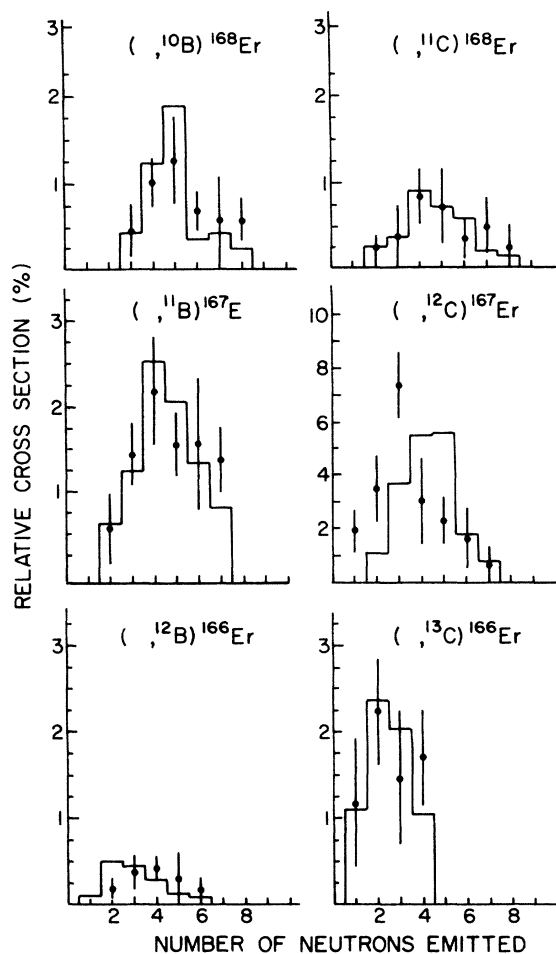 ( ,¹⁰B)¹⁶⁸Er
3
2
1
( ,¹¹C)¹⁶⁸Er
3
2
1
( ,¹¹B)¹⁶⁷E
3
2
1
( ,¹²C)¹⁶⁷Er
10
8
6
4
2
( ,¹²B)¹⁶⁶Er
3
2
1
2 4 6 8
( ,¹³C)¹⁶⁶Er
3
2
1
2 4 6 8
RELATIVE CROSS SECTION (%)
NUMBER OF NEUTRONS EMITTED